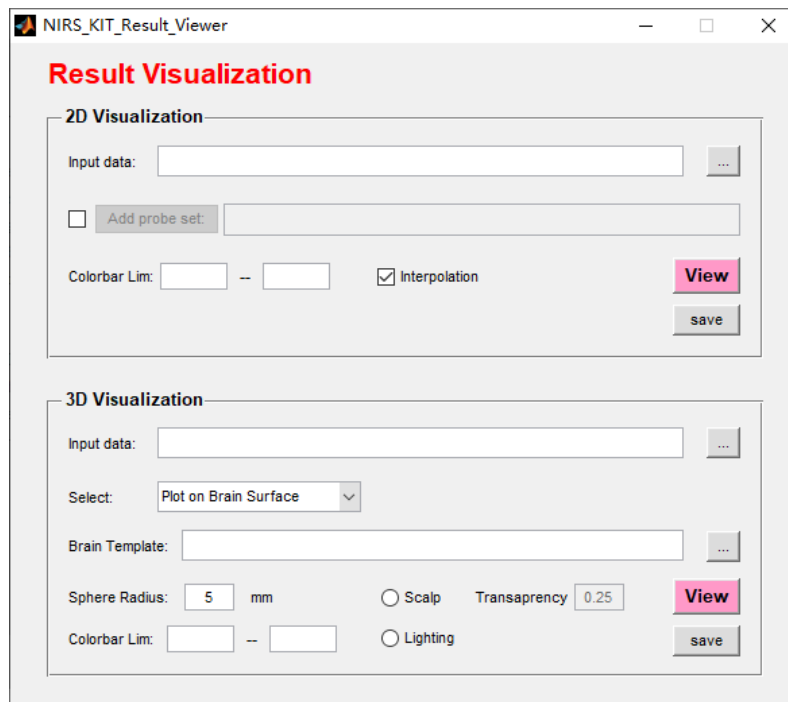 NIRS_KIT_Result_Viewer
Result Visualization
2D Visualization
Input data:
...
Add probe set:
Colorbar Lim: -- Interpolation View
save
3D Visualization
Input data:
...
Select: Plot on Brain Surface
Brain Template:
...
Sphere Radius: 5 mm Scalp Transaprency 0.25 View
Colorbar Lim: -- Lighting save